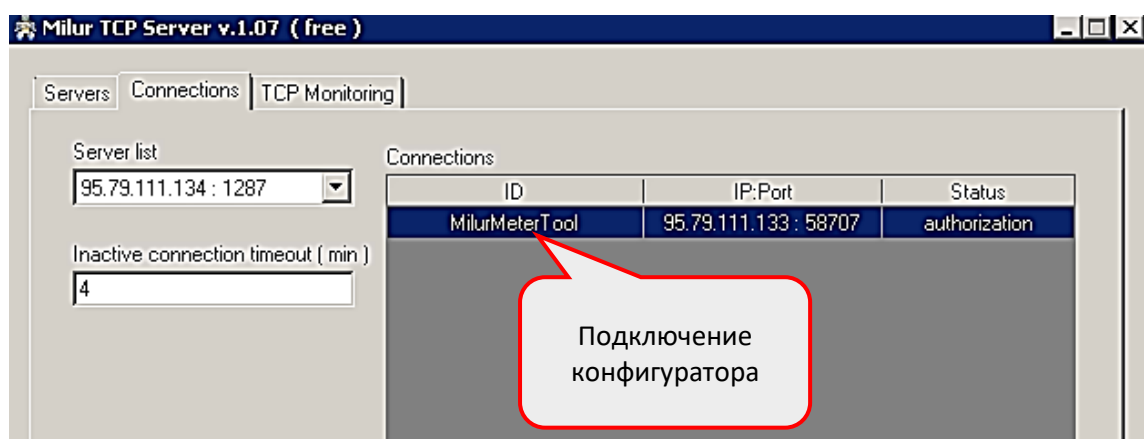 Milur TCP Server v.1.07 ( free )
Servers Connections TCP Monitoring
Server list
95.79.111.134 : 1287
Inactive connection timeout ( min )
4
Connections
ID IP:Port Status
MilurMeterTool 95.79.111.133 : 58707 authorization
Подключение
конфигуратора